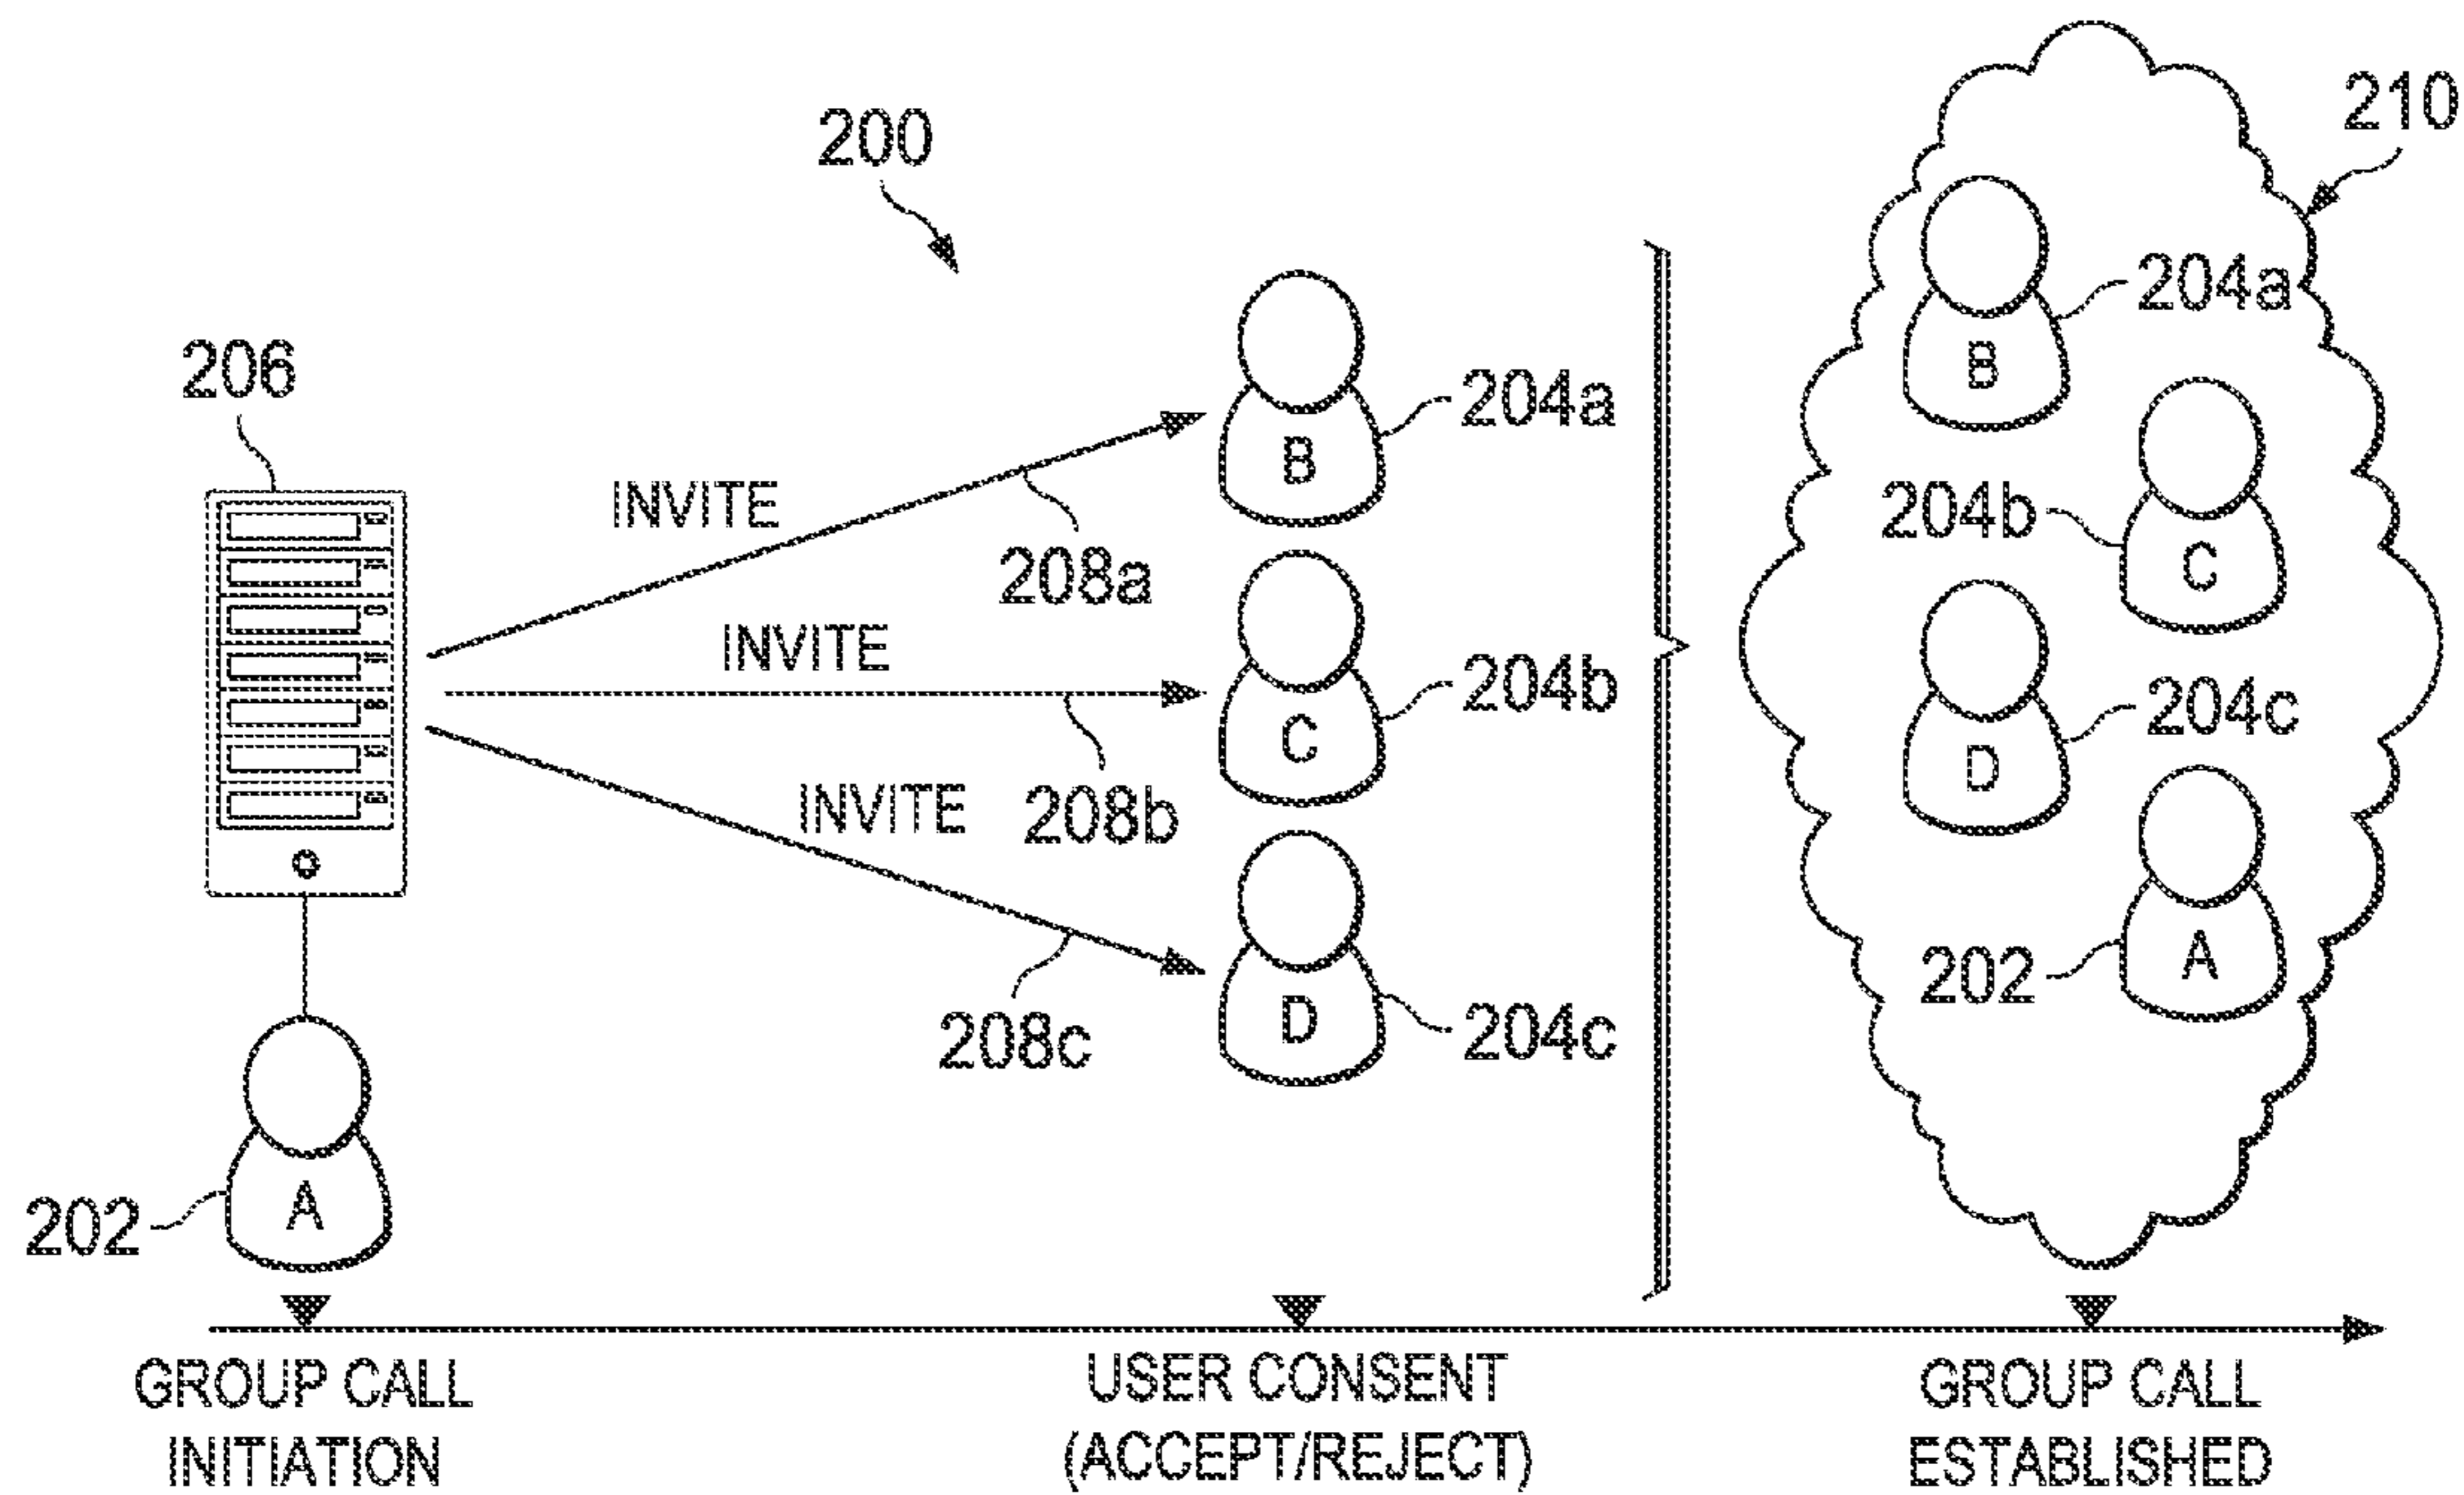 200
210
206
INVITE
208a
B
204a
INVITE
208b
C
204b
INVITE
208c
D
204c
202
A
B
204a
204b
C
D
204c
202
A
GROUP CALL
INITIATION
USER CONSENT
(ACCEPT/REJECT)
GROUP CALL
ESTABLISHED